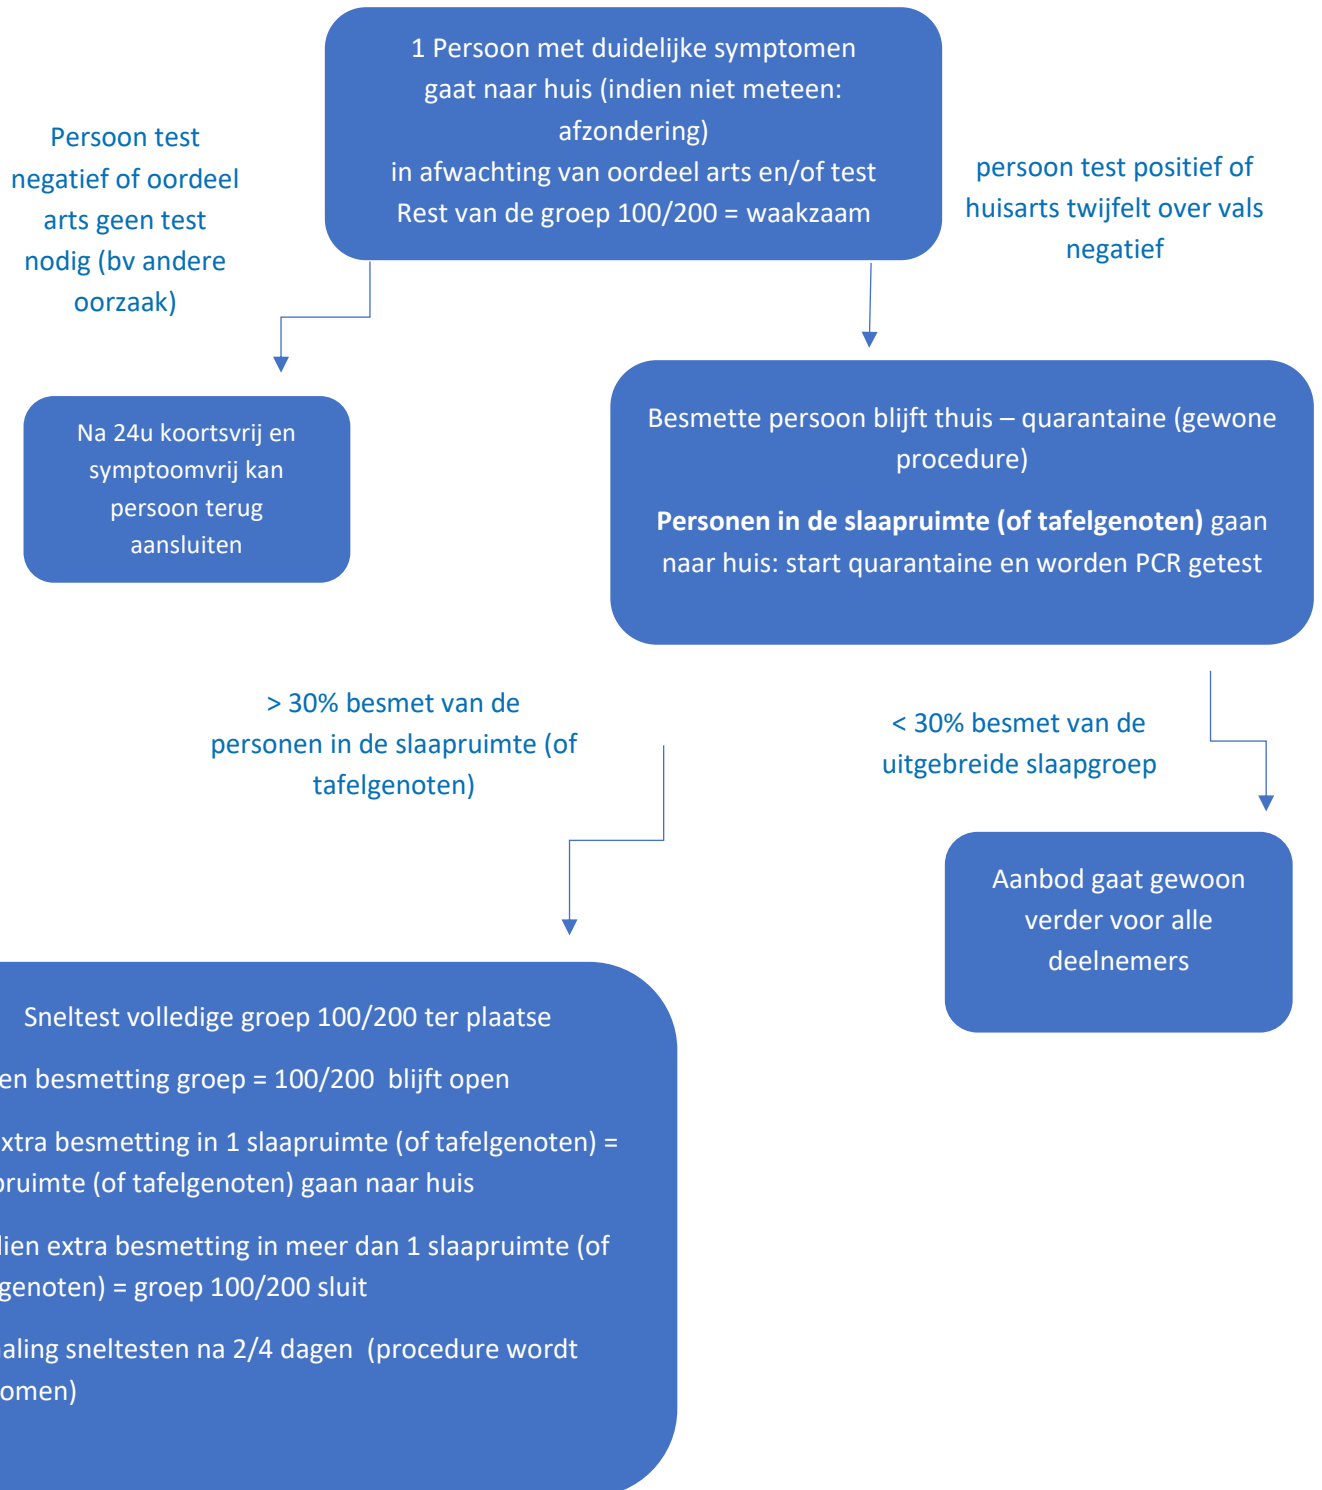 1 Persoon met duidelijke symptomen
gaat naar huis (indien niet meteen:
afzondering)
in afwachting van oordeel arts en/of test
Rest van de groep 100/200 = waakzaam
Persoon test
negatief of oordeel
arts geen test
nodig (bv andere
oorzaak)
persoon test positief of
huisarts twijfelt over vals
negatief
Na 24u koortsvrij en
symptoomvrij kan
persoon terug
aansluiten
Besmette persoon blijft thuis – quarantaine (gewone
procedure)
Personen in de slaapruimte (of tafelgenoten) gaan
naar huis: start quarantaine en worden PCR getest
> 30% besmet van de
personen in de slaapruimte (of
tafelgenoten)
< 30% besmet van de
uitgebreide slaapgroep
Aanbod gaat gewoon
verder voor alle
deelnemers
Sneltest volledige groep 100/200 ter plaatse
en besmetting groep = 100/200 blijft open
xtra besmetting in 1 slaapruimte (of tafelgenoten) =
pruimte (of tafelgenoten) gaan naar huis
lien extra besmetting in meer dan 1 slaapruimte (of
genoten) = groep 100/200 sluit
aling sneltesten na 2/4 dagen (procedure wordt
omen)